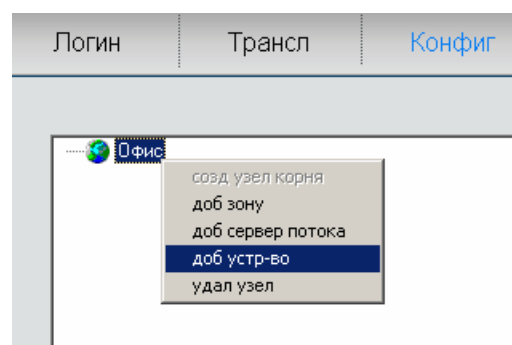 Логин Трансл Конфиг
Офис
созд узел корня
доб зону
доб сервер потока
доб устр-во
удал узел